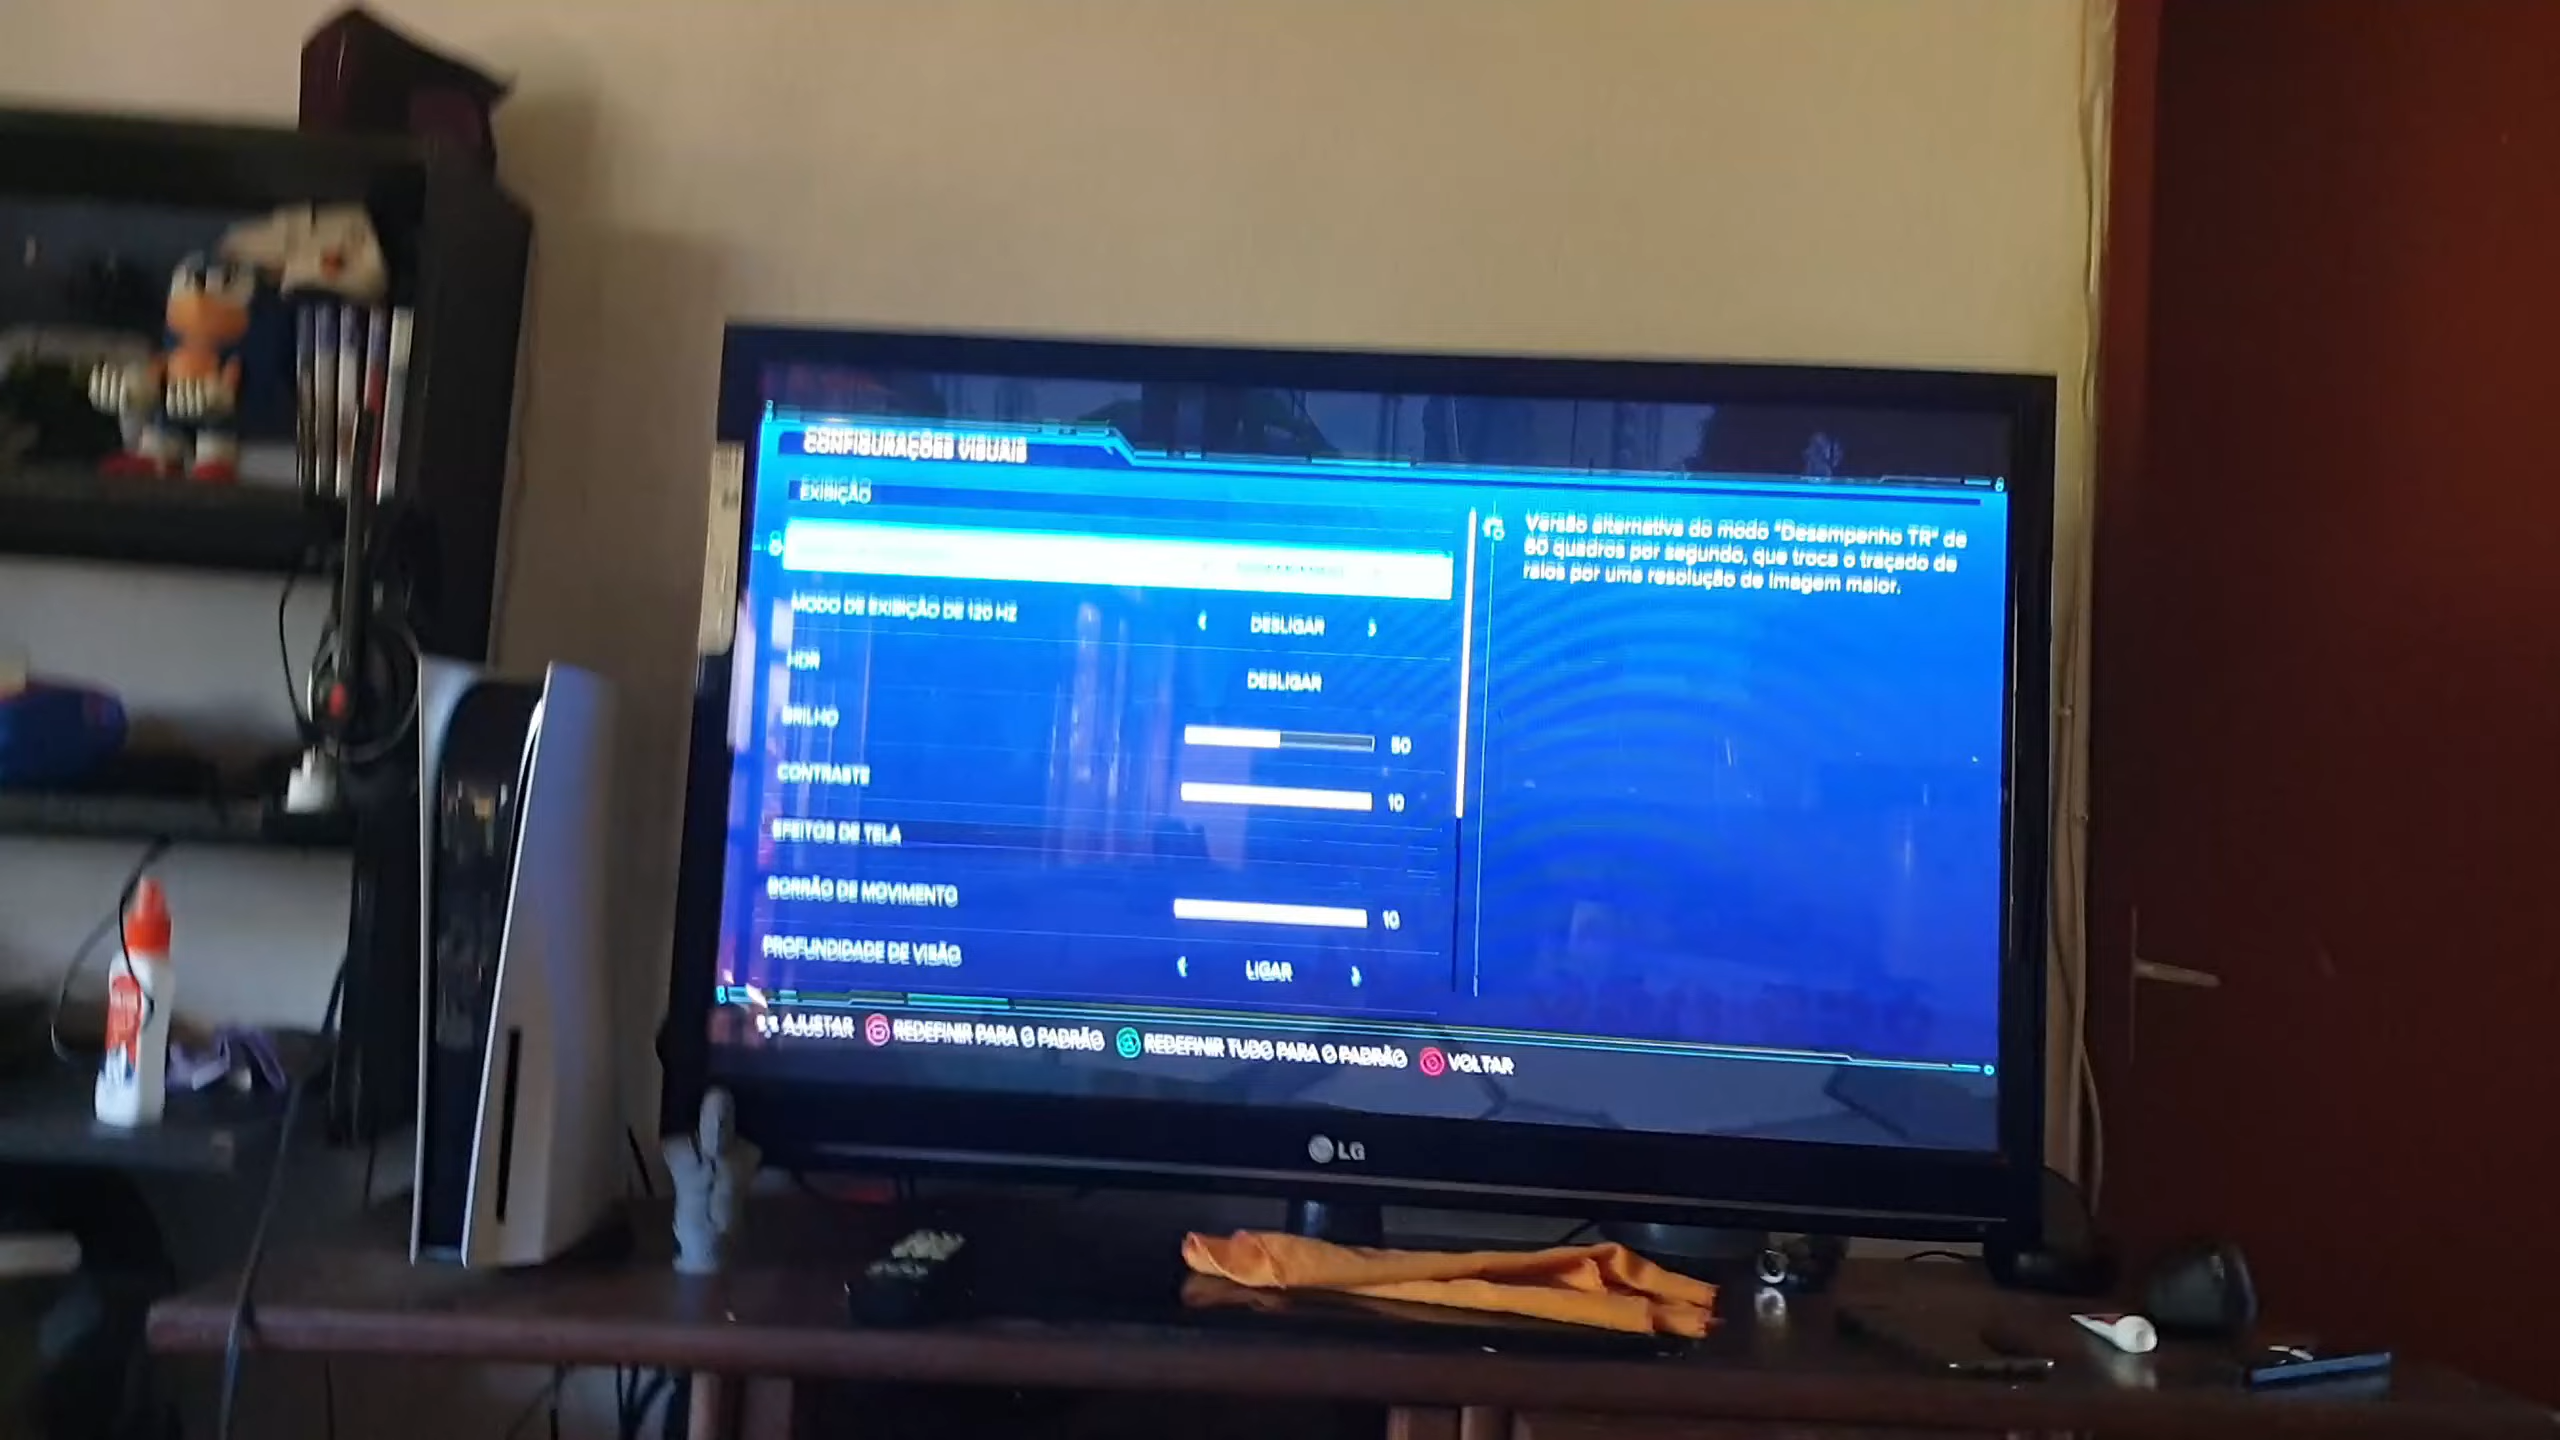 CONFIGURAÇÕES VISUAIS
EXIBIÇÃO
MODO DE EXIBIÇÃO DE 120 HZ DESLIGAR
HDR DESLIGAR
BRILHO 50
CONTRASTE 10
EFEITOS DE TELA
BORRÃO DE MOVIMENTO 10
PROFUNDIDADE DE VISÃO LIGAR
Versão alternativa do modo "Desempenho TR" de
60 quadros por segundo, que troca o traçado de
raios por uma resolução de imagem maior.
AJUSTAR REDEFINIR PARA O PADRÃO REDEFINIR TUDO PARA O PADRÃO VOLTAR
LG